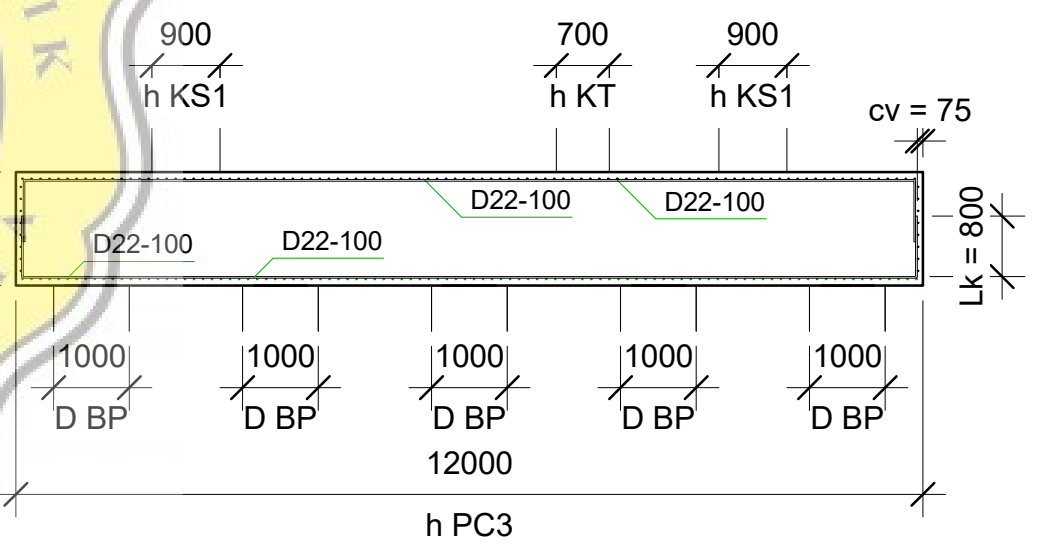 I K
900
700
900
h KS1
h KT
h KS1
cv = 75
D22-100
D22-100
D22-100
D22-100
Lk = 800
1000
1000
1000
1000
1000
D BP
D BP
D BP
D BP
D BP
12000
h PC3